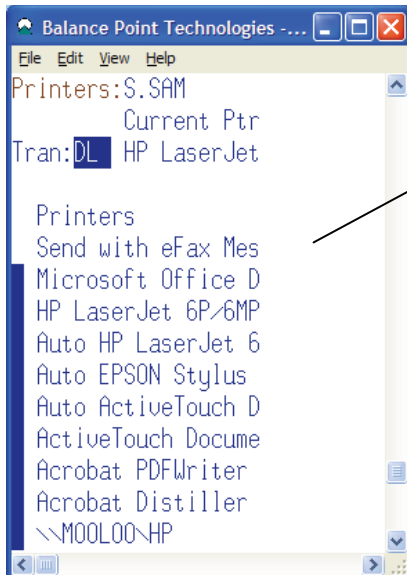 Balance Point Technologies -...
File Edit View Help
Printers:S.SAM
Current Ptr
Tran:DL HP LaserJet
Printers
Send with eFax Mes
Microsoft Office D
HP LaserJet 6P/6MP
Auto HP LaserJet 6
Auto EPSON Stylus
Auto ActiveTouch D
ActiveTouch Docume
Acrobat PDFWriter
Acrobat Distiller
\\MOOLOO\HP